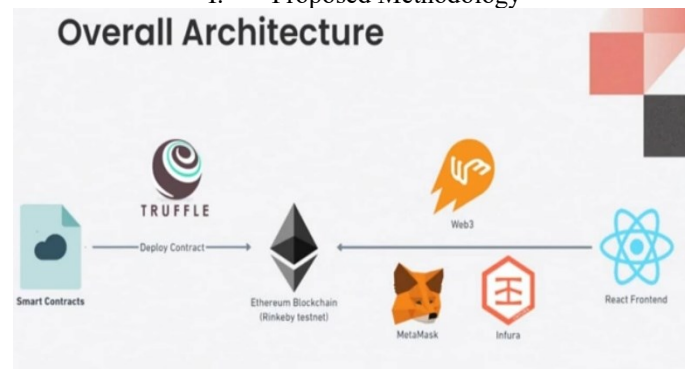 I. Proposed Methodology
Overall Architecture
TRUFFLE
Web3
Deploy Contract
Smart Contracts
Ethereum Blockchain
(Rinkeby testnet)
React Frontend
MetaMask
Infura